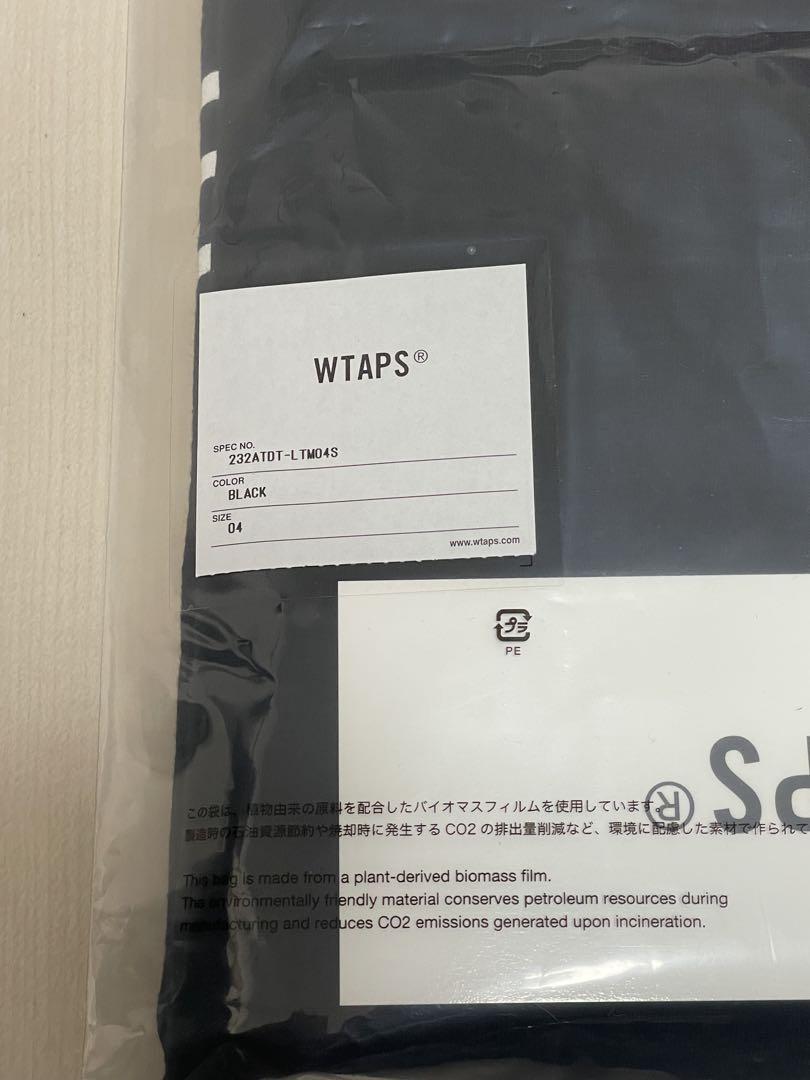 WTAPS®
SPEC NO.
232ATDT-LTM04S
COLOR
BLACK
SIZE
04
www.wtaps.com
プラ
PE
PS®
この袋は、植物由来の原料を配合したバイオマスフィルムを使用しています。
製造時の石油資源節約や焼却時に発生する CO2 の排出量削減など、環境に配慮した素材で作られて
This bag is made from a plant-derived biomass film.
The environmentally friendly material conserves petroleum resources during
manufacturing and reduces CO2 emissions generated upon incineration.